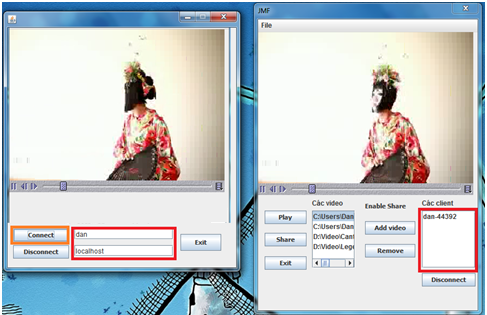 JMF
File
Connect
dan
localhost
Disconnect
Exit
Các video
C:\Users\Dan
C:\Users\Dan
D:\Video\Can
D:\Video\Lege
Play
Share
Exit
Enable Share
Add video
Remove
Các client
dan-44392
Disconnect